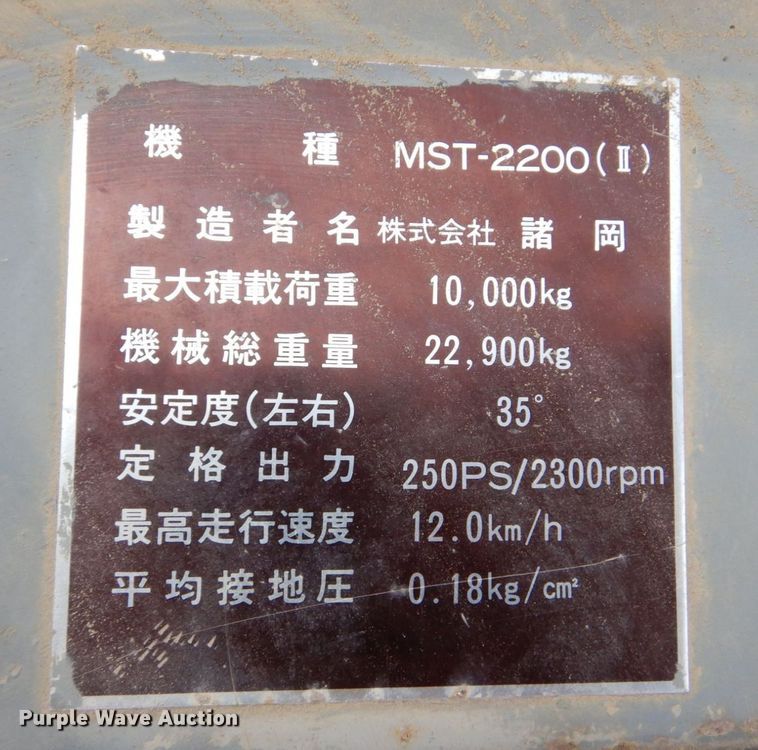 機種 MST-2200(Ⅱ)
製造者名 株式会社 諸岡
最大積載荷重 10,000kg
機械総重量 22,900kg
安定度(左右) 35°
定格出力 250PS/2300rpm
最高走行速度 12.0km/h
平均接地圧 0.18kg/cm²
Purple Wave Auction